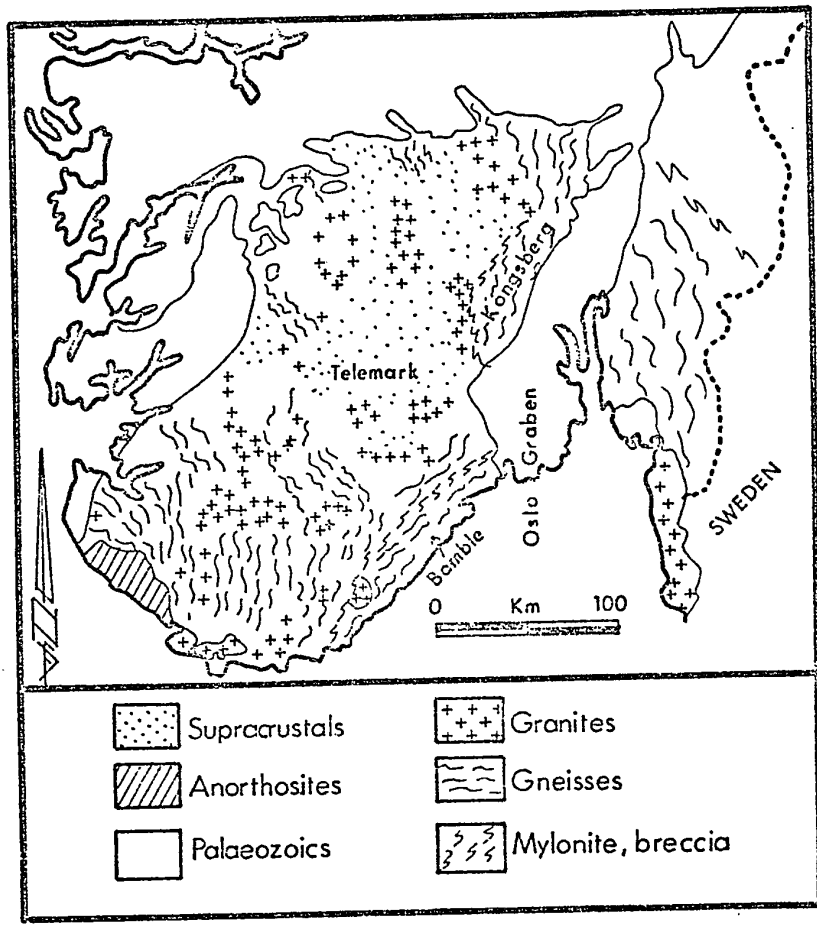 Kongsberg
Telemark
Oslo Graben
Bamble
SWEDEN
0 Km 100
Supracrustals
Granites
Anorthosites
Gneisses
Palaeozoics
Mylonite, breccia